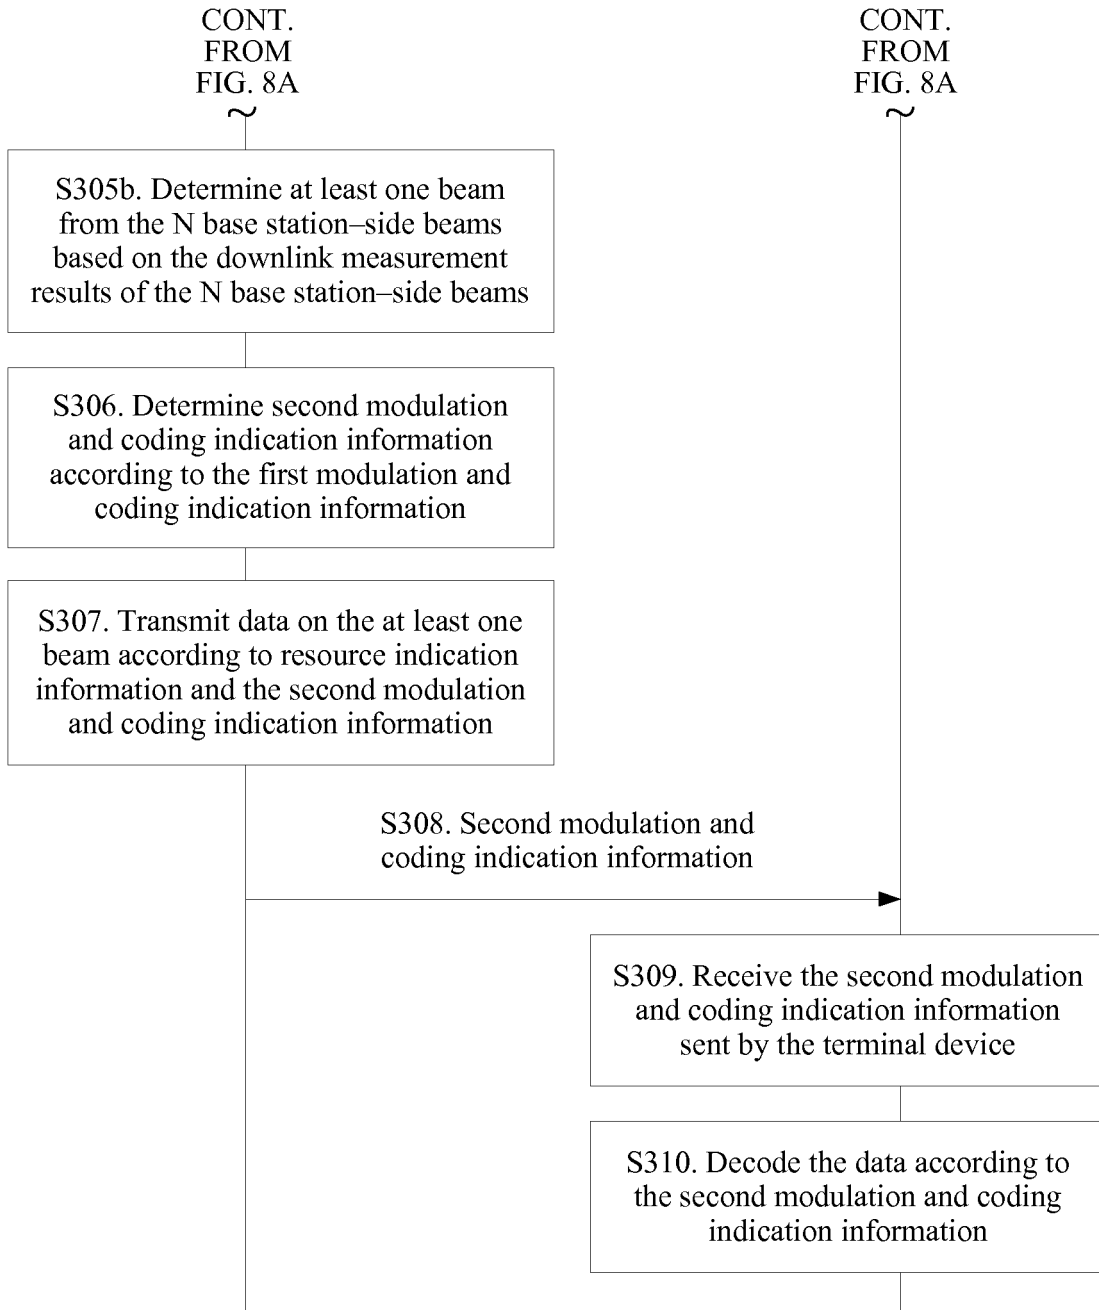 CONT.
FROM
FIG. 8A
CONT.
FROM
FIG. 8A
S305b. Determine at least one beam
from the N base station–side beams
based on the downlink measurement
results of the N base station–side beams
S306. Determine second modulation
and coding indication information
according to the first modulation and
coding indication information
S307. Transmit data on the at least one
beam according to resource indication
information and the second modulation
and coding indication information
S308. Second modulation and
coding indication information
S309. Receive the second modulation
and coding indication information
sent by the terminal device
S310. Decode the data according to
the second modulation and coding
indication information